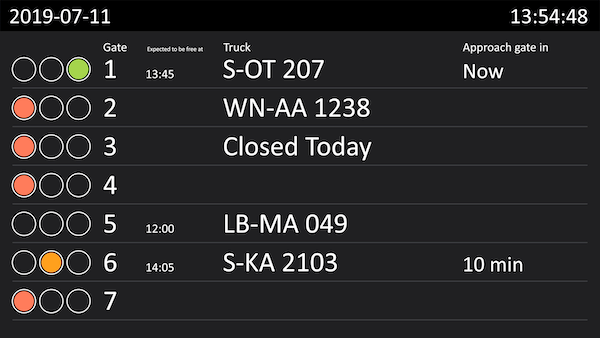 2019-07-11 13:54:48
Gate Expected to be free at Truck Approach gate in
1 13:45 S-OT 207 Now
2 WN-AA 1238
3 Closed Today
4
5 12:00 LB-MA 049
6 14:05 S-KA 2103 10 min
7